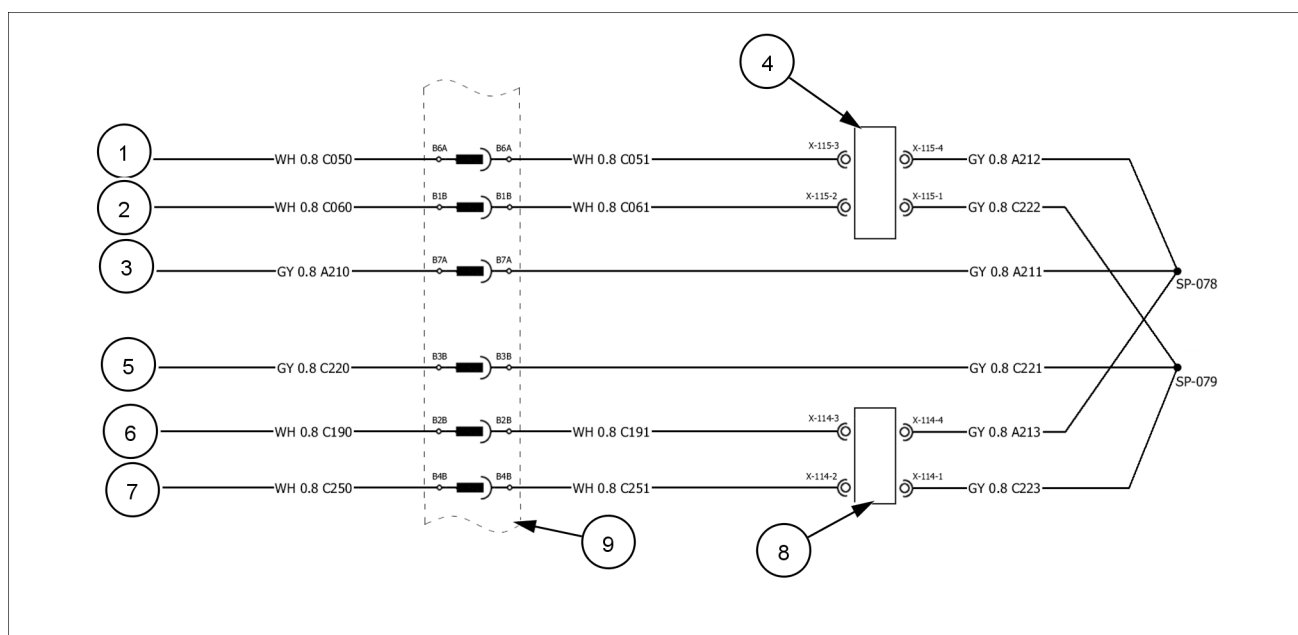 4
1 WH 0.8 C050 B6A B6A WH 0.8 C051 X-115-3 X-115-4 GY 0.8 A212
2 WH 0.8 C060 B1B B1B WH 0.8 C061 X-115-2 X-115-1 GY 0.8 C222
3 GY 0.8 A210 B7A B7A GY 0.8 A211
SP-078
5 GY 0.8 C220 B3B B3B GY 0.8 C221
SP-079
6 WH 0.8 C190 B2B B2B WH 0.8 C191 X-114-3 X-114-4 GY 0.8 A213
7 WH 0.8 C250 B4B B4B WH 0.8 C251 X-114-2 X-114-1 GY 0.8 C223
9
8